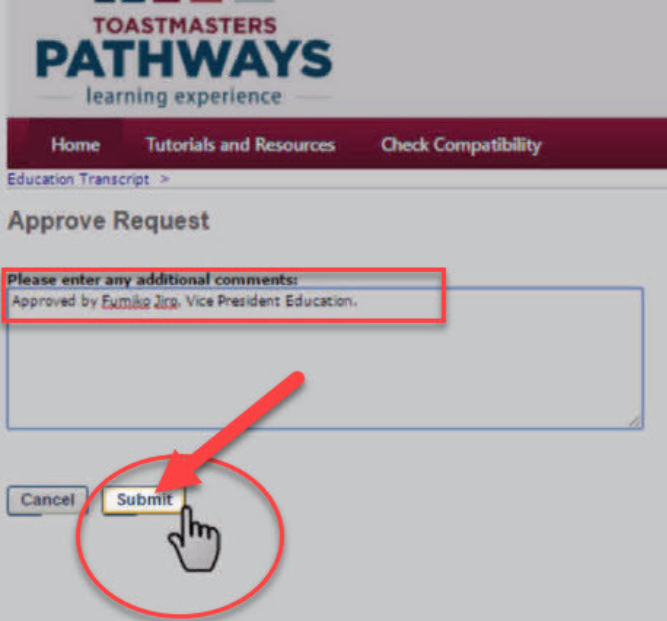 TOASTMASTERS
PATHWAYS
learning experience
Home Tutorials and Resources Check Compatibility
Education Transcript >
Approve Request
Please enter any additional comments:
Approved by Fumiko Jiro, Vice President Education.
Cancel Submit